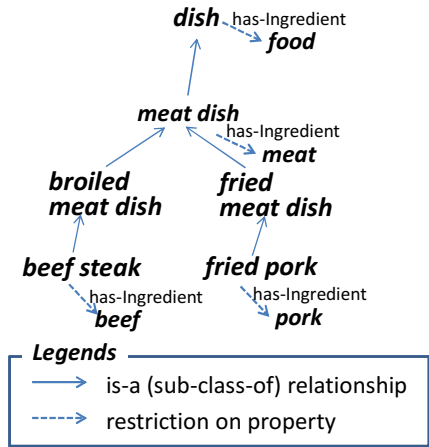 dish
has-Ingredient
food
meat dish
has-Ingredient
meat
broiled
meat dish
fried
meat dish
beef steak
has-Ingredient
beef
fried pork
has-Ingredient
pork
Legends
is-a (sub-class-of) relationship
restriction on property